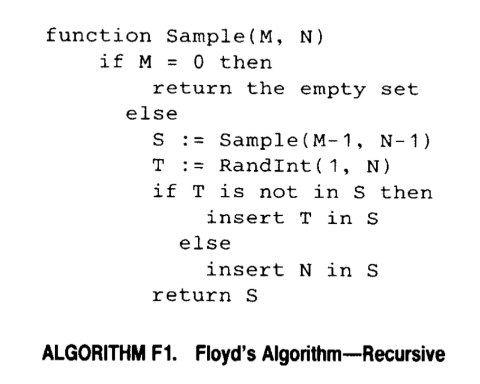 function Sample(M, N)
if M = 0 then
return the empty set
else
S := Sample(M-1, N-1)
T := RandInt(1, N)
if T is not in S then
insert T in S
else
insert N in S
return S
ALGORITHM F1. Floyd's Algorithm—Recursive